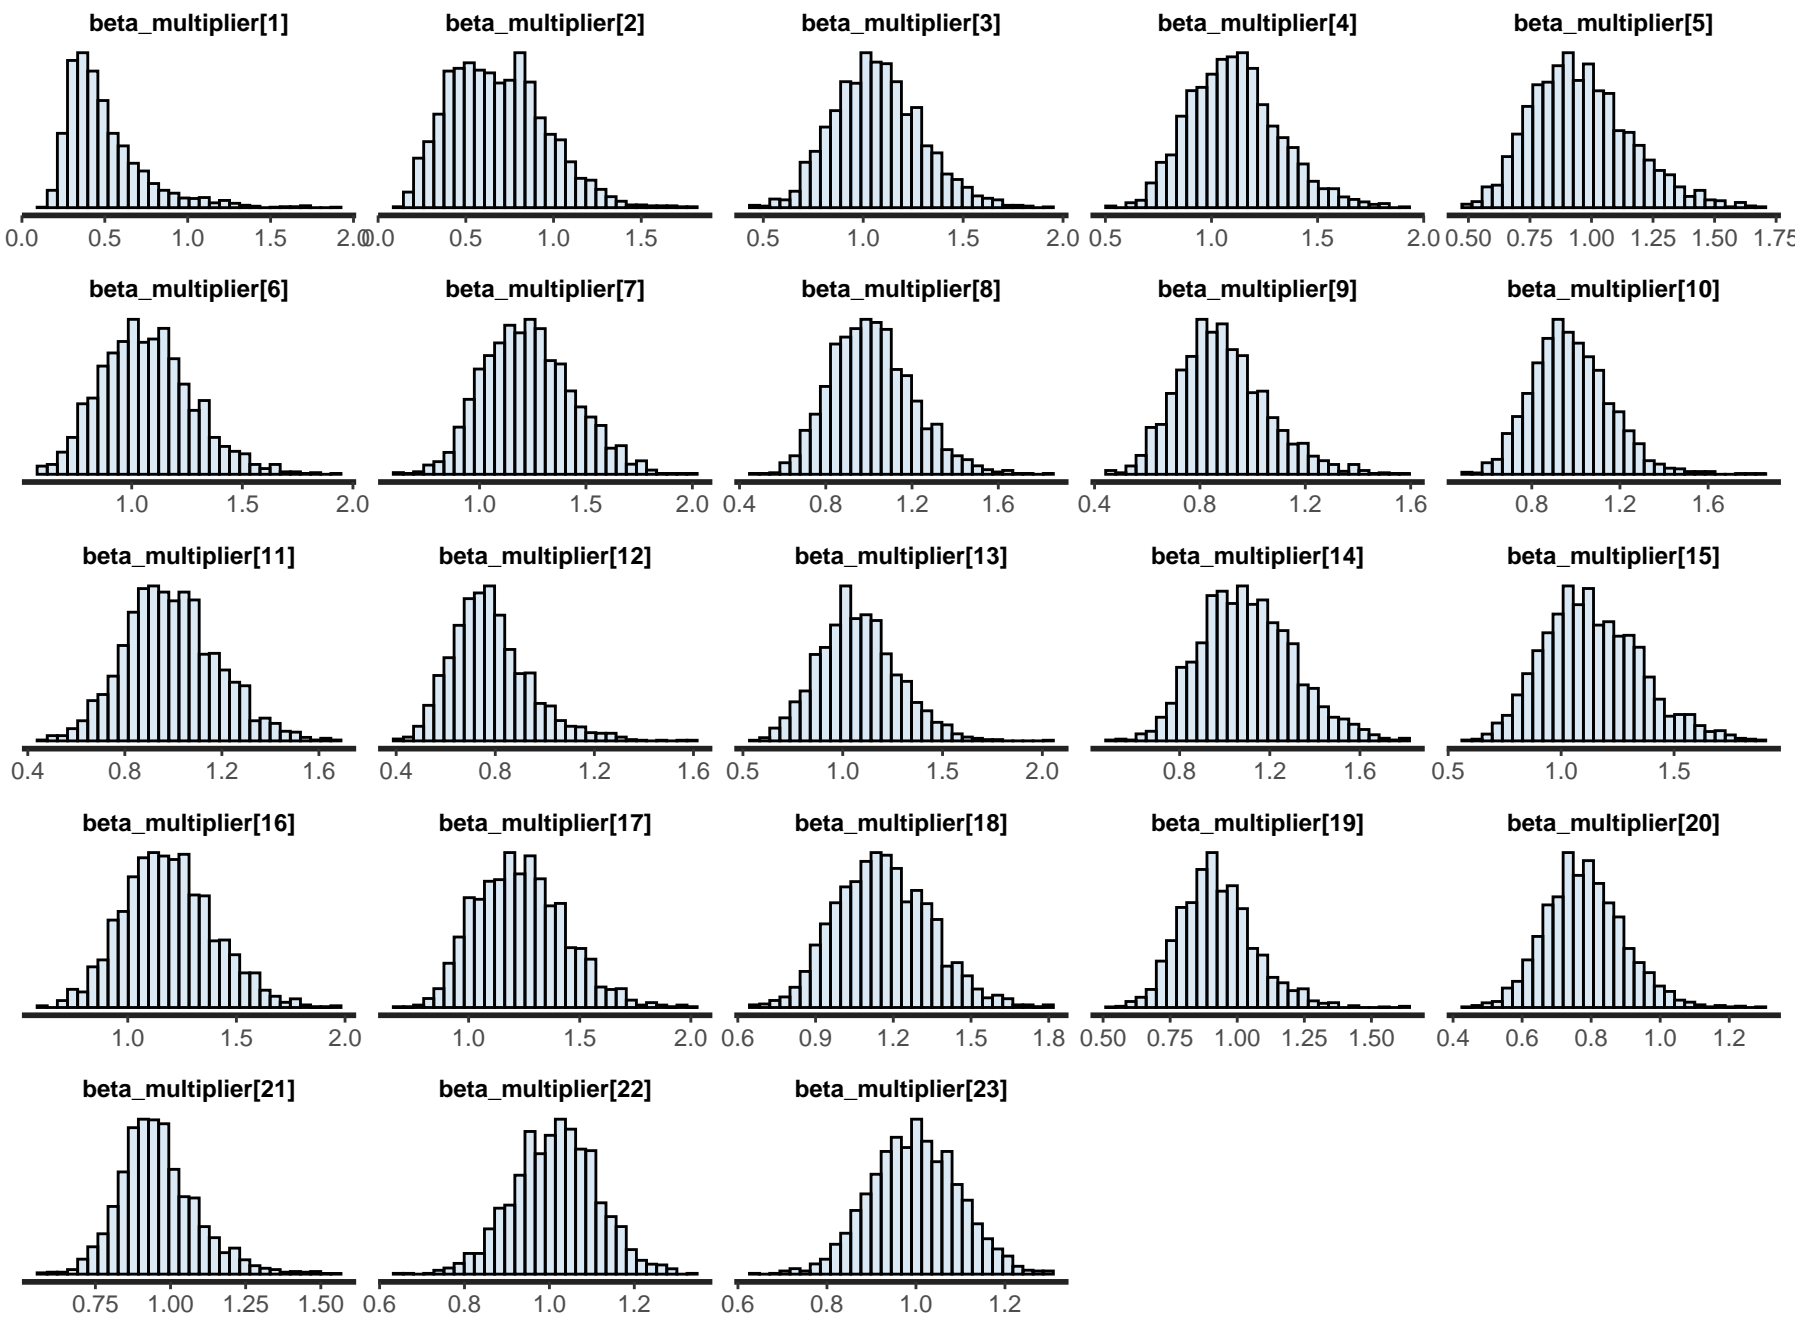 beta_multiplier[1] beta_multiplier[2] beta_multiplier[3] beta_multiplier[4] beta_multiplier[5]
0.0 0.5 1.0 1.5 2.0 0.0 0.5 1.0 1.5 0.5 1.0 1.5 2.0 0.5 1.0 1.5 2.0 0.50 0.75 1.00 1.25 1.50 1.75
beta_multiplier[6] beta_multiplier[7] beta_multiplier[8] beta_multiplier[9] beta_multiplier[10]
1.0 1.5 2.0 1.0 1.5 2.0 0.4 0.8 1.2 1.6 0.4 0.8 1.2 1.6 0.8 1.2 1.6
beta_multiplier[11] beta_multiplier[12] beta_multiplier[13] beta_multiplier[14] beta_multiplier[15]
0.4 0.8 1.2 1.6 0.4 0.8 1.2 1.6 0.5 1.0 1.5 2.0 0.8 1.2 1.6 0.5 1.0 1.5
beta_multiplier[16] beta_multiplier[17] beta_multiplier[18] beta_multiplier[19] beta_multiplier[20]
1.0 1.5 2.0 1.0 1.5 2.0 0.6 0.9 1.2 1.5 1.8 0.50 0.75 1.00 1.25 1.50 0.4 0.6 0.8 1.0 1.2
beta_multiplier[21] beta_multiplier[22] beta_multiplier[23]
0.75 1.00 1.25 1.50 0.6 0.8 1.0 1.2 0.6 0.8 1.0 1.2